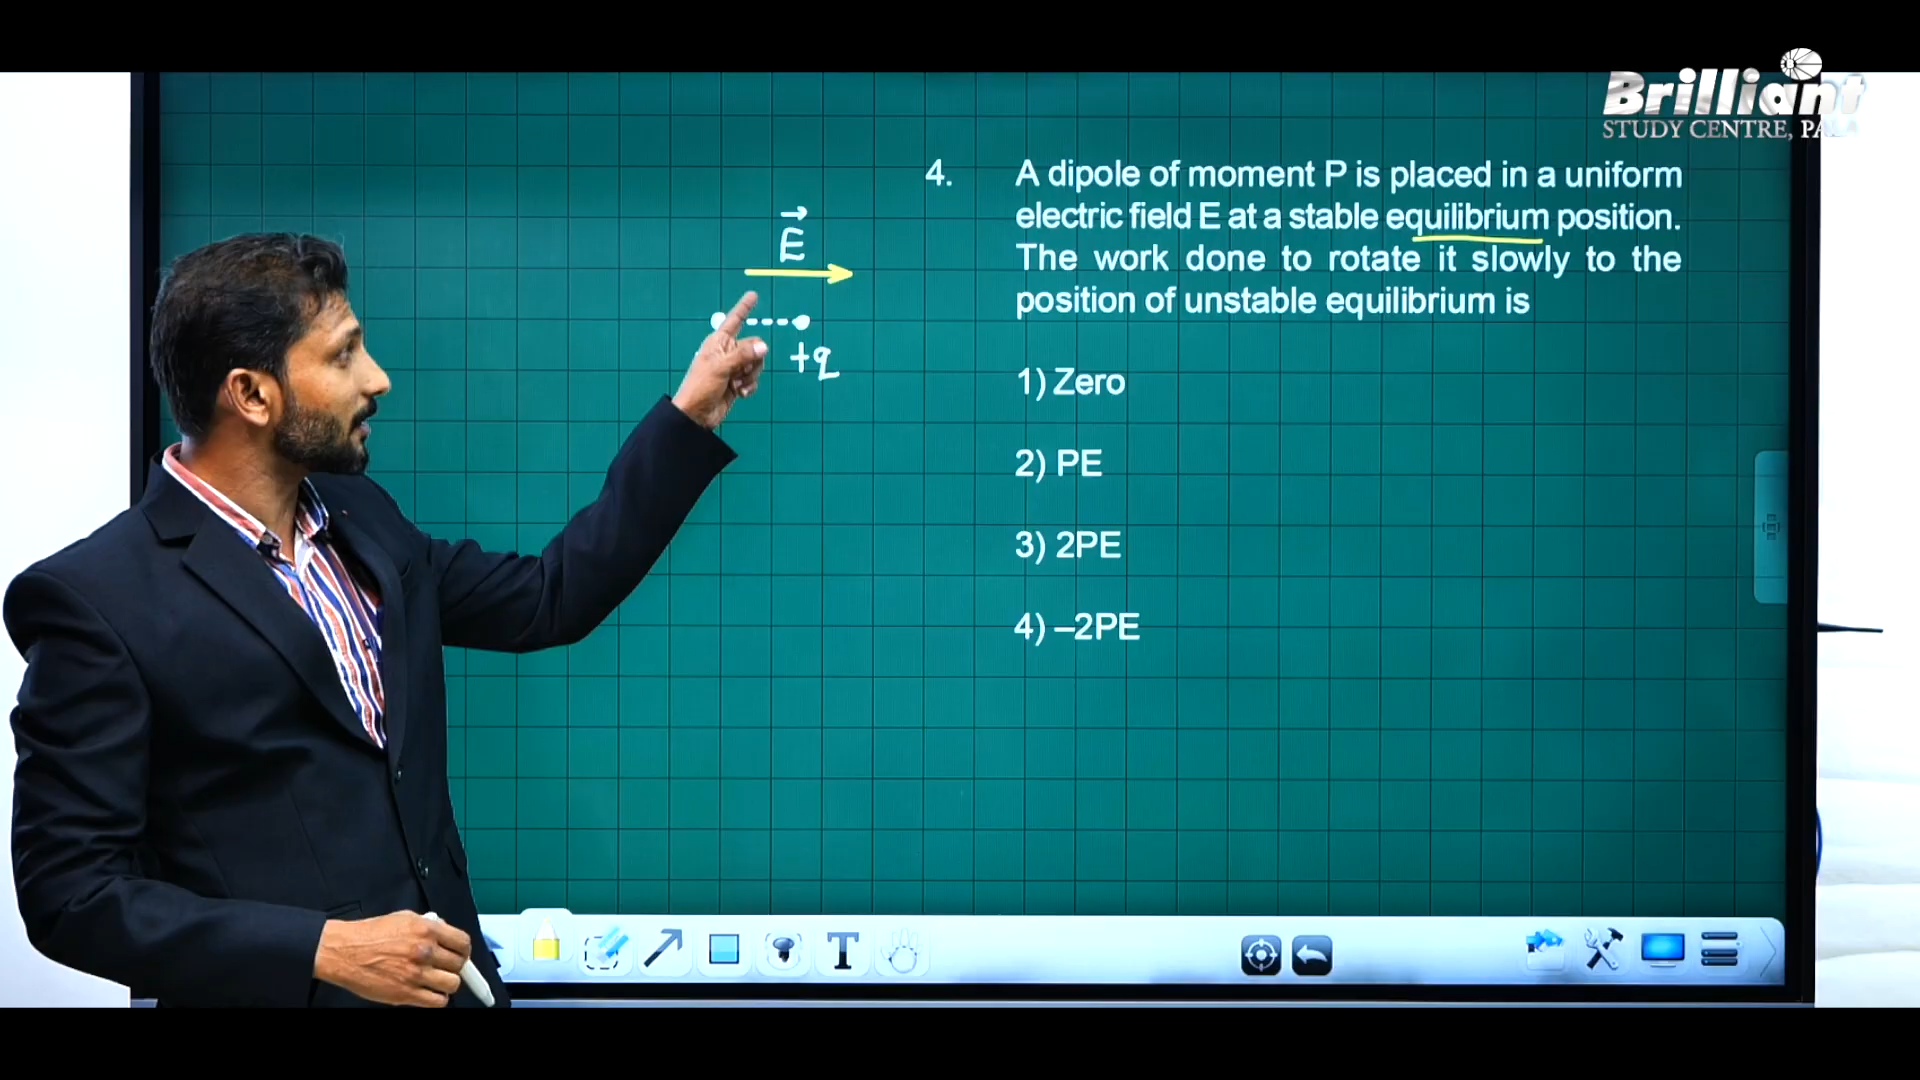 Brilliant
STUDY CENTRE, PALA
4. A dipole of moment P is placed in a uniform
electric field E at a stable equilibrium position.
The work done to rotate it slowly to the
position of unstable equilibrium is
1) Zero
2) PE
3) 2PE
4) –2PE
E
+q
T